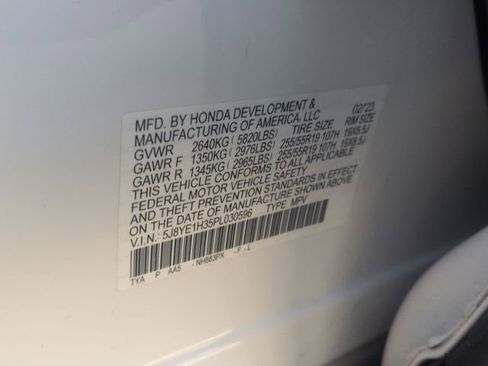 MFD. BY HONDA DEVELOPMENT & 02/23
MANUFACTURING OF AMERICA, LLC
GVWR 2640KG (5820LBS) TIRE SIZE RIM SIZE
GAWR F 1350KG (2976LBS) 255/55R19 107H 19X8.5J
GAWR R 1345KG (2965LBS) 255/55R19 107H 19X8.5J
THIS VEHICLE CONFORMS TO ALL APPLICABLE
FEDERAL MOTOR VEHICLE SAFETY, BUMPER,
AND THEFT PREVENTION STANDARDS IN EFFECT
ON DATE OF MANUFACTURE SHOWN ABOVE.
V.I.N.: 5J8YE1H35PL030596 TYPE: MPV
TYA P AA5 -NH883PX -F -L